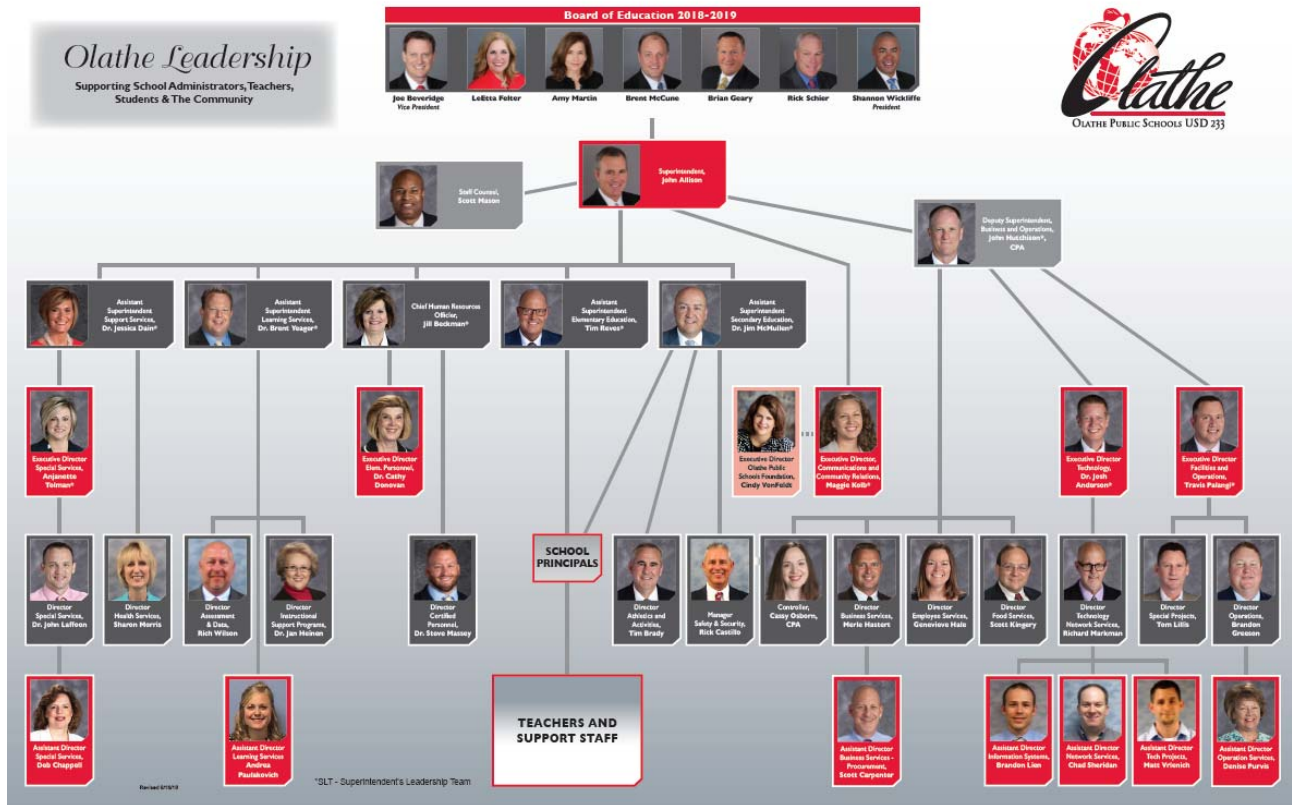 Olathe Leadership
Supporting School Administrators, Teachers,
Students & The Community
Board of Education 2018-2019
Joe Beveridge
Vice President
LeEtta Felter
Amy Martin
Brent McCune
Brian Geary
Rick Schier
Shannon Wickliffe
President
Olathe
OLATHE PUBLIC SCHOOLS USD 233
Superintendent,
John Allison
Staff Counsel,
Scott Mason
Deputy Superintendent,
Business and Operations,
John Hutchison*,
CPA
Assistant
Superintendent
Support Services,
Dr. Jessica Dain*
Assistant
Superintendent
Learning Services,
Dr. Brent Yeager*
Chief Human Resources
Officer,
Jill Beckman*
Assistant
Superintendent
Elementary Education,
Tim Reves*
Assistant
Superintendent
Secondary Education,
Dr. Jim McMullen*
Executive Director
Special Services,
Anjanette
Tolman*
Executive Director
Elem. Personnel,
Dr. Cathy
Donovan
Executive Director
Olathe Public
Schools Foundation,
Cindy VonFeldt
Executive Director,
Communications and
Community Relations,
Maggie Kolb*
Executive Director
Technology,
Dr. Josh
Anderson*
Executive Director
Facilities and
Operations,
Travis Palangi*
Director
Special Services,
Dr. John Laffoon
Director
Health Services,
Sharon Morris
Director
Assessment
& Data,
Rich Wilson
Director
Instructional
Support Programs,
Dr. Jan Heinen
Director
Certified
Personnel,
Dr. Steve Massey
SCHOOL
PRINCIPALS
Director
Athletics and
Activities,
Tim Brady
Manager
Safety & Security,
Rick Castillo
Controller,
Cassy Osborn,
CPA
Director
Business Services,
Merle Hastert
Director
Employee Services,
Genevieve Hale
Director
Food Services,
Scott Kingery
Director
Technology
Network Services,
Richard Markman
Director
Special Projects,
Tom Lillis
Director
Operations,
Brandon
Assistant Director
Special Services,
Deb Chappell
Assistant Director
Learning Services
Andrea
Paulakovich
TEACHERS AND
SUPPORT STAFF
Assistant Director
Business Services -
Procurement,
Scott Carpenter
Assistant Director
Information Systems,
Brandon Lien
Assistant Director
Network Services,
Chad Sheridan
Assistant Director
Tech Projects,
Matt
Assistant Director
Operation Services,
Denise Purvis
Revised
*SLT - Superintendent's Leadership Team